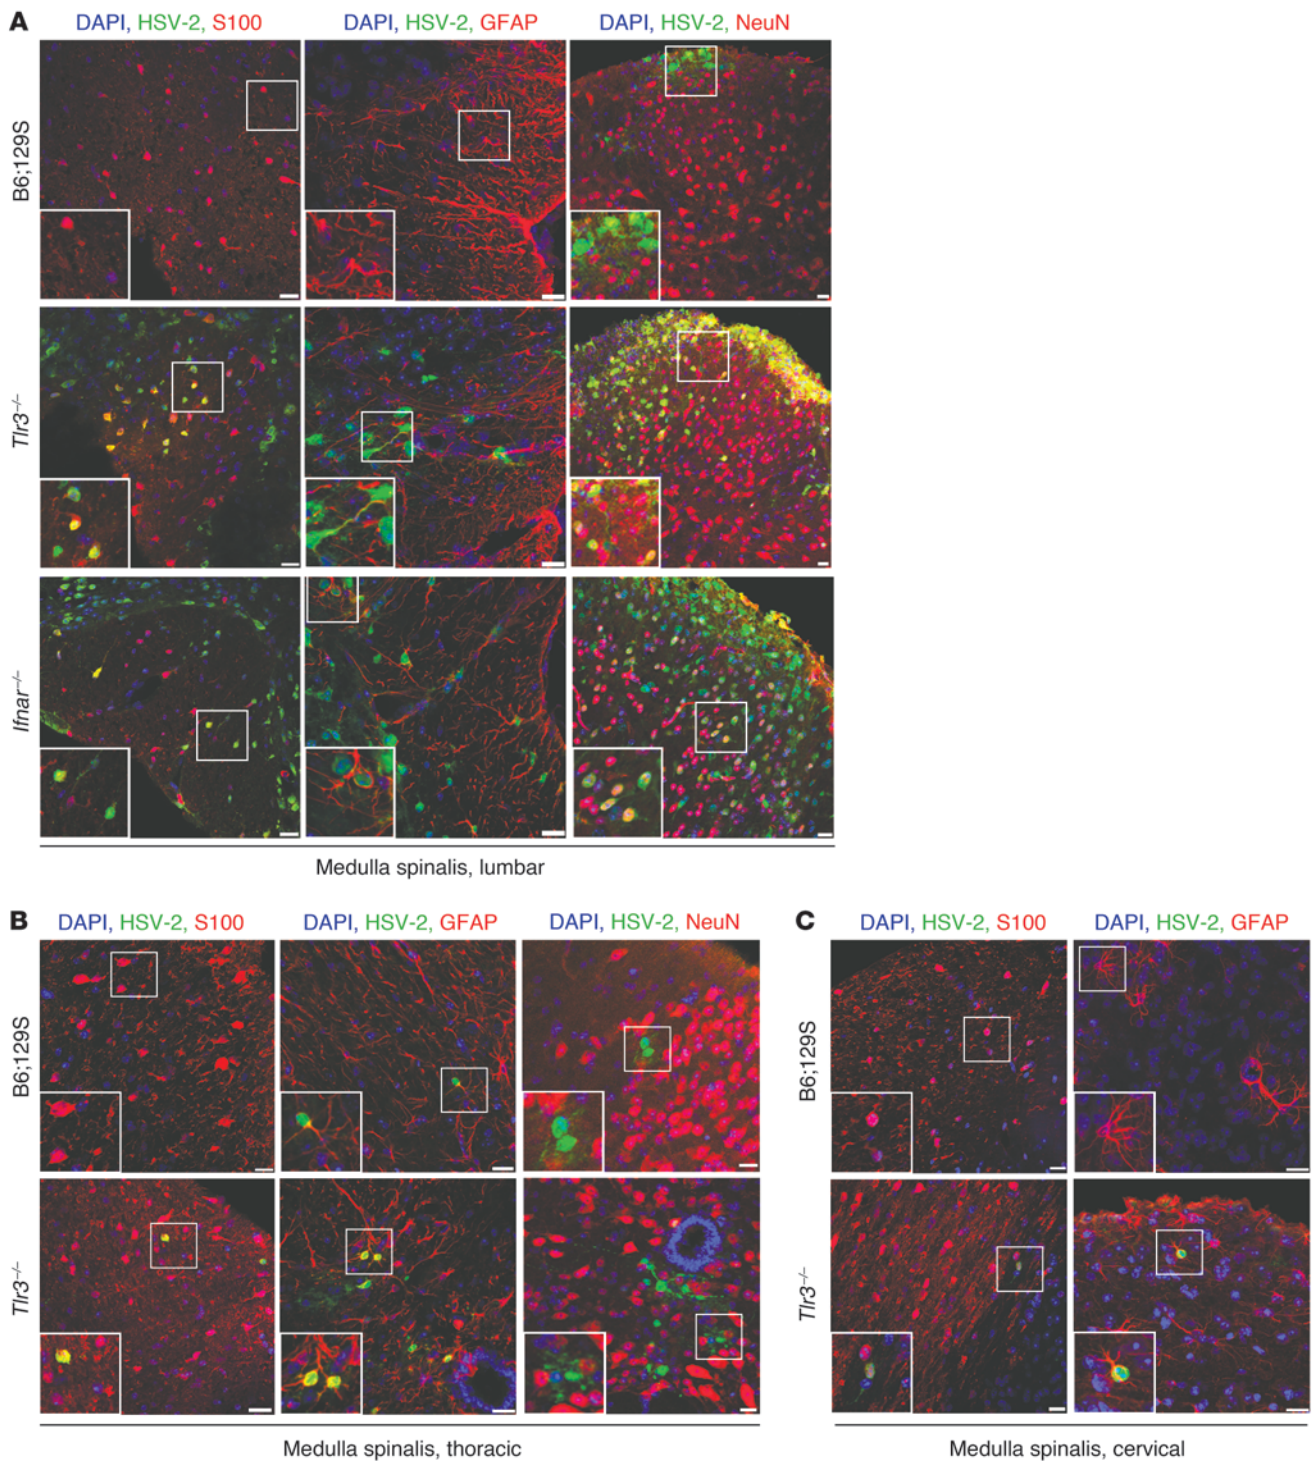 A
DAPI, HSV-2, S100
DAPI, HSV-2, GFAP
DAPI, HSV-2, NeuN
B6;129S
Tlr3–/–
Ifnar–/–
Medulla spinalis, lumbar
B
DAPI, HSV-2, S100
DAPI, HSV-2, GFAP
DAPI, HSV-2, NeuN
B6;129S
Tlr3–/–
Medulla spinalis, thoracic
C
DAPI, HSV-2, S100
DAPI, HSV-2, GFAP
B6;129S
Tlr3–/–
Medulla spinalis, cervical